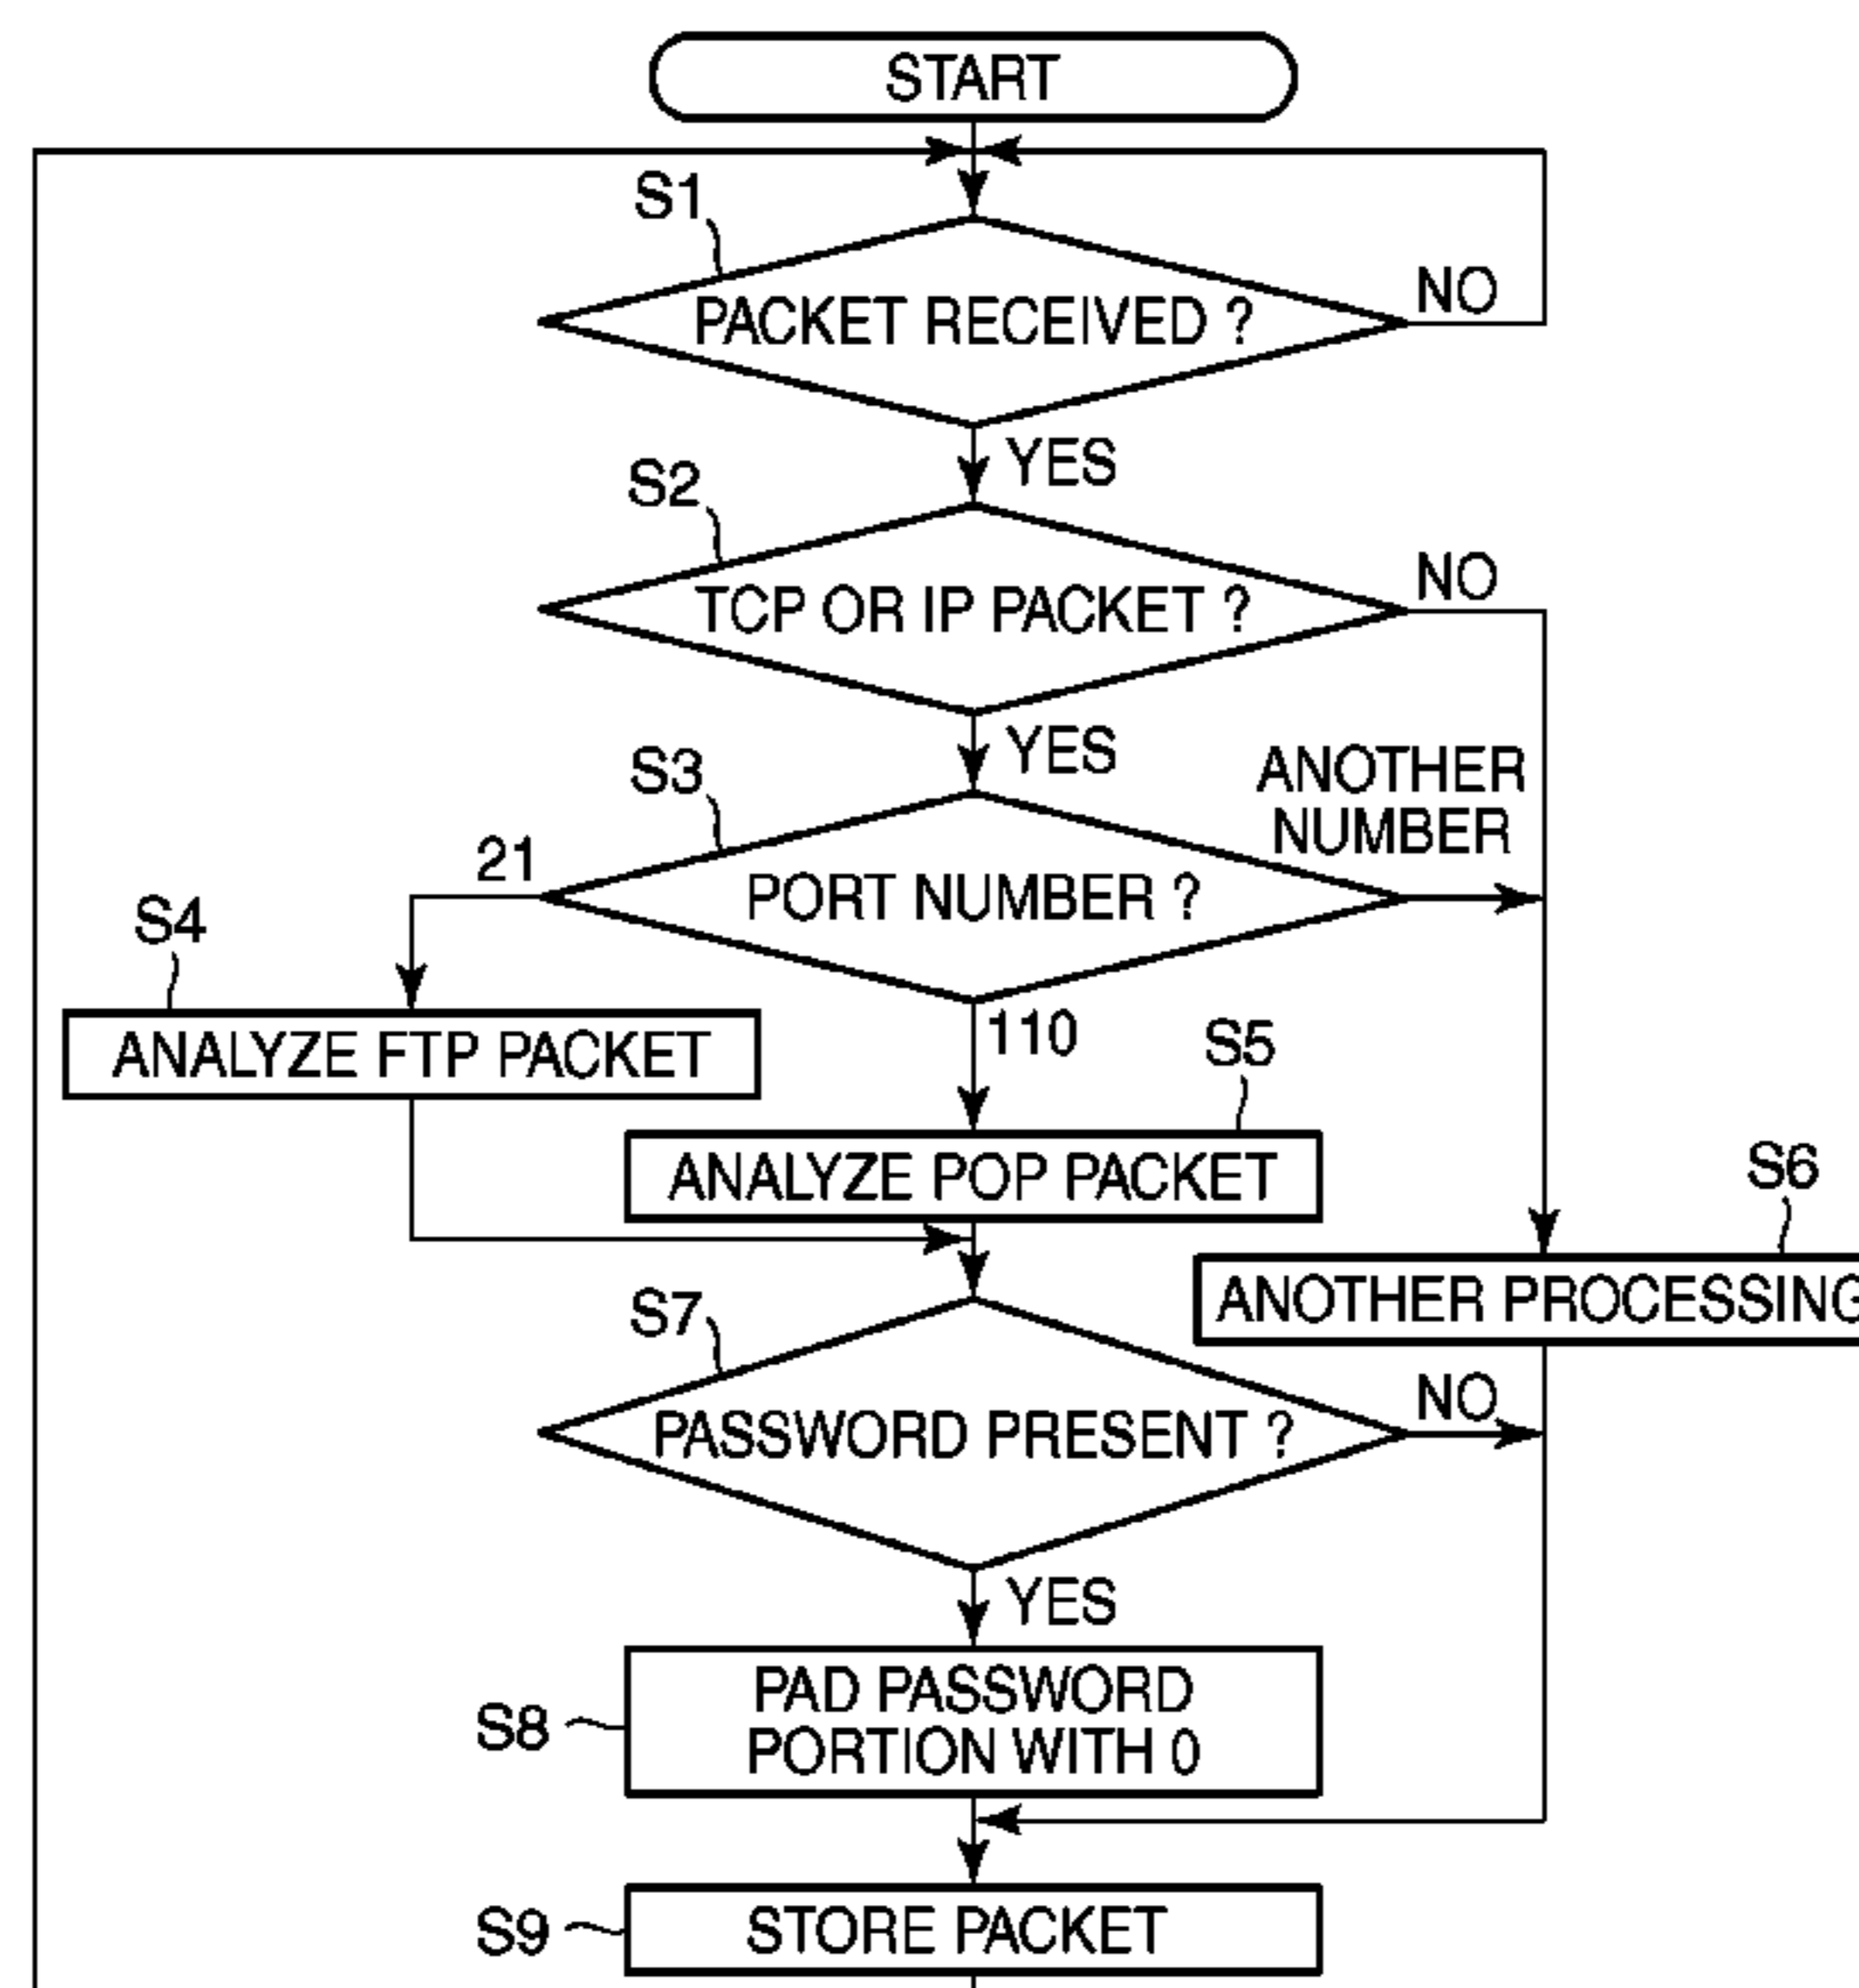 START
S1
PACKET RECEIVED ?
NO
YES
S2
TCP OR IP PACKET ?
NO
YES
S3
PORT NUMBER ?
ANOTHER
NUMBER
21
S4
ANALYZE FTP PACKET
110
S5
ANALYZE POP PACKET
S6
ANOTHER PROCESSING
S7
PASSWORD PRESENT ?
NO
YES
S8
PAD PASSWORD
PORTION WITH 0
S9
STORE PACKET